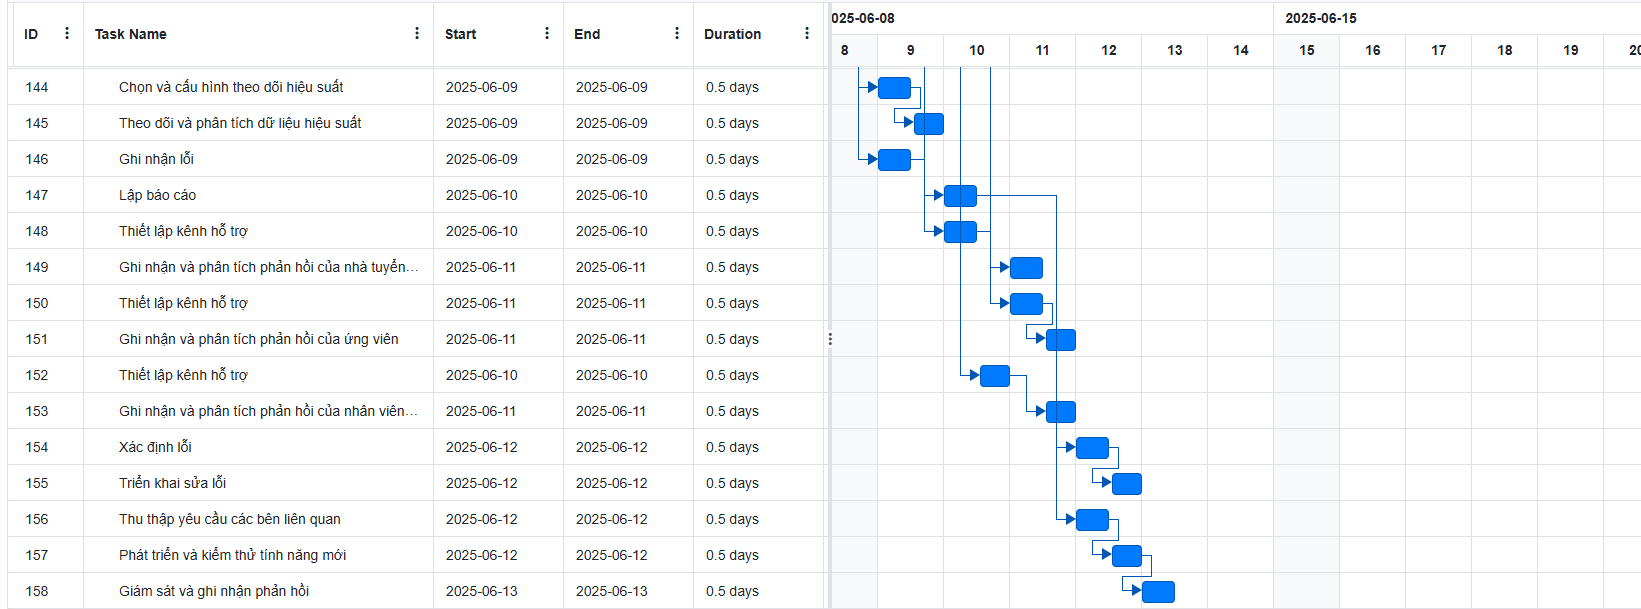 ID Task Name Start End Duration 025-06-08 2025-06-15
8 9 10 11 12 13 14 15 16 17 18 19 20
144 Chọn và cấu hình theo dõi hiệu suất 2025-06-09 2025-06-09 0.5 days
145 Theo dõi và phân tích dữ liệu hiệu suất 2025-06-09 2025-06-09 0.5 days
146 Ghi nhận lỗi 2025-06-09 2025-06-09 0.5 days
147 Lập báo cáo 2025-06-10 2025-06-10 0.5 days
148 Thiết lập kênh hỗ trợ 2025-06-10 2025-06-10 0.5 days
149 Ghi nhận và phân tích phản hồi của nhà tuyển... 2025-06-11 2025-06-11 0.5 days
150 Thiết lập kênh hỗ trợ 2025-06-11 2025-06-11 0.5 days
151 Ghi nhận và phân tích phản hồi của ứng viên 2025-06-11 2025-06-11 0.5 days
152 Thiết lập kênh hỗ trợ 2025-06-10 2025-06-10 0.5 days
153 Ghi nhận và phân tích phản hồi của nhân viên... 2025-06-11 2025-06-11 0.5 days
154 Xác định lỗi 2025-06-12 2025-06-12 0.5 days
155 Triển khai sửa lỗi 2025-06-12 2025-06-12 0.5 days
156 Thu thập yêu cầu các bên liên quan 2025-06-12 2025-06-12 0.5 days
157 Phát triển và kiểm thử tính năng mới 2025-06-12 2025-06-12 0.5 days
158 Giám sát và ghi nhận phản hồi 2025-06-13 2025-06-13 0.5 days